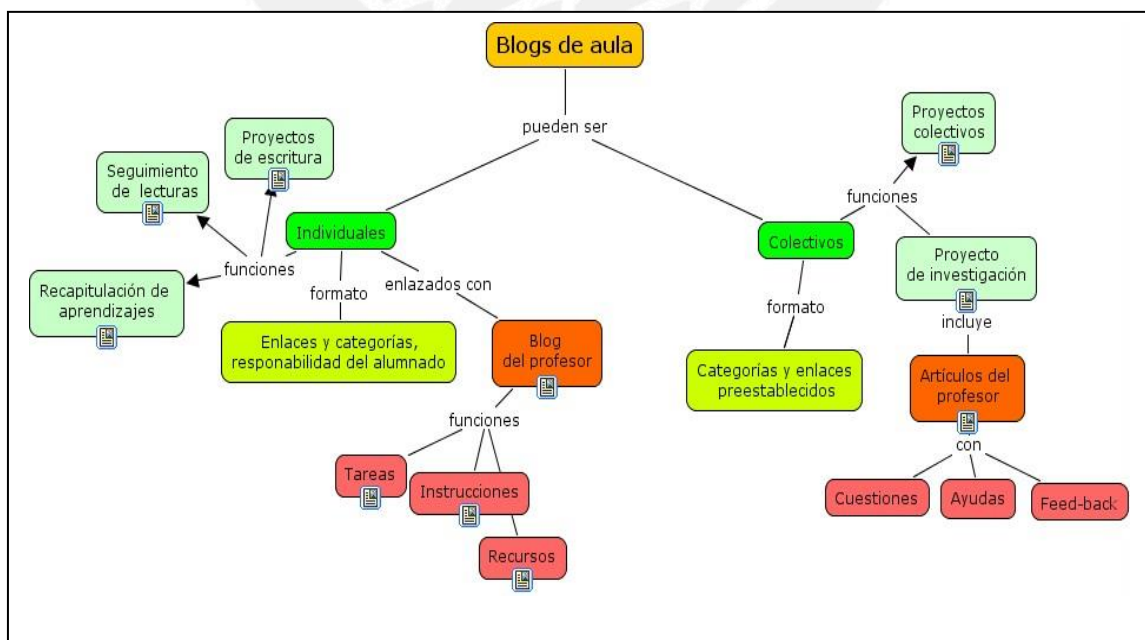 Blogs de aula
pueden ser
Proyectos
de escritura
Seguimiento
de lecturas
Recapitulación de
aprendizajes
funciones
Individuales
formato
enlazados con
Enlaces y categorías,
responsabilidad del alumnado
Blog
del profesor
funciones
Tareas
Instrucciones
Recursos
Proyectos
colectivos
funciones
Colectivos
Proyecto
de investigación
formato
incluye
Categorías y enlaces
preestablecidos
Artículos del
profesor
con
Cuestiones
Ayudas
Feed-back